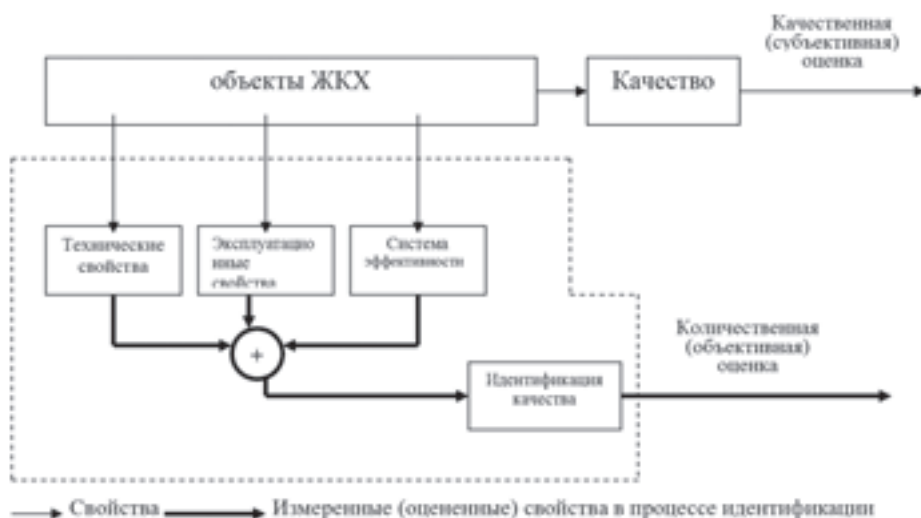 Качественная
(субъективная)
оценка
объекты ЖКХ
Качество
Технические
свойства
Эксплуатацио
нные
свойства
Система
эффективности
+
Количественная
(объективная)
оценка
Идентификация
качества
Свойства
Измеренные (оцененные) свойства в процессе идентификации